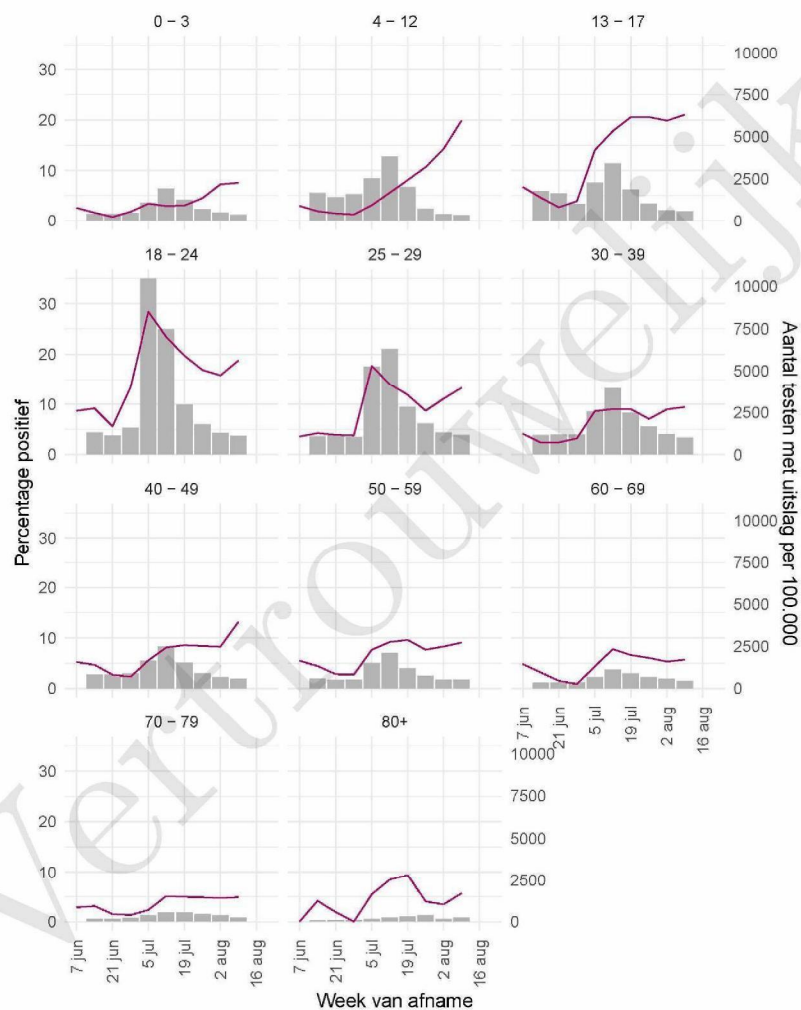 0 – 3
4 – 12
13 – 17
30
20
10
0
10000
7500
5000
2500
0
18 – 24
25 – 29
30 – 39
30
20
10
0
10000
7500
5000
2500
0
40 – 49
50 – 59
60 – 69
30
20
10
0
10000
7500
5000
2500
0
7 jun
21 jun
5 jul
19 jul
2 aug
16 aug
70 – 79
80+
30
20
10
0
10000
7500
5000
2500
0
7 jun
21 jun
5 jul
19 jul
2 aug
16 aug
7 jun
21 jun
5 jul
19 jul
2 aug
16 aug
Percentage positief
Aantal testen met uitslag per 100.000
Week van afname
Vertrouwelijk